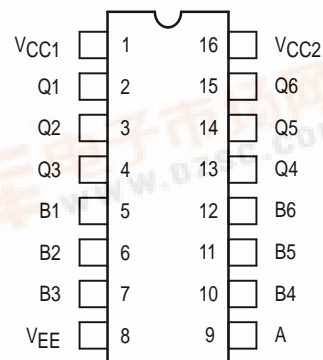 VCC1 1 16 VCC2
Q1 2 15 Q6
Q2 3 14 Q5
Q3 4 13 Q4
B1 5 12 B6
B2 6 11 B5
B3 7 10 B4
VEE 8 9 A